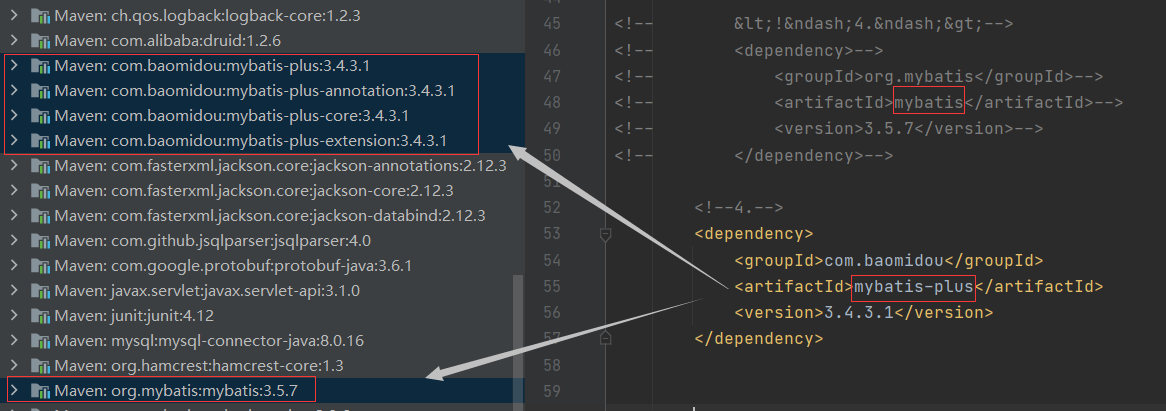 Maven: ch.qos.logback:logback-core:1.2.3
Maven: com.alibaba:druid:1.2.6
Maven: com.baomidou:mybatis-plus:3.4.3.1
Maven: com.baomidou:mybatis-plus-annotation:3.4.3.1
Maven: com.baomidou:mybatis-plus-core:3.4.3.1
Maven: com.baomidou:mybatis-plus-extension:3.4.3.1
Maven: com.fasterxml.jackson.core:jackson-annotations:2.12.3
Maven: com.fasterxml.jackson.core:jackson-core:2.12.3
Maven: com.fasterxml.jackson.core:jackson-databind:2.12.3
Maven: com.github.jsqlparser:jsqlparser:4.0
Maven: com.google.protobuf:protobuf-java:3.6.1
Maven: javax.servlet:javax.servlet-api:3.1.0
Maven: junit:junit:4.12
Maven: mysql:mysql-connector-java:8.0.16
Maven: org.hamcrest:hamcrest-core:1.3
Maven: org.mybatis:mybatis:3.5.7
44
45 <!-- &lt;!&ndash;4.&ndash;&gt;-->
46 <!-- <dependency>-->
47 <!-- <groupId>org.mybatis</groupId>-->
48 <!-- <artifactId>mybatis</artifactId>-->
49 <!-- <version>3.5.7</version>-->
50 <!-- </dependency>-->
51
52 <!--4.-->
53 <dependency>
54 <groupId>com.baomidou</groupId>
55 <artifactId>mybatis-plus</artifactId>
56 <version>3.4.3.1</version>
57 </dependency>
58
59